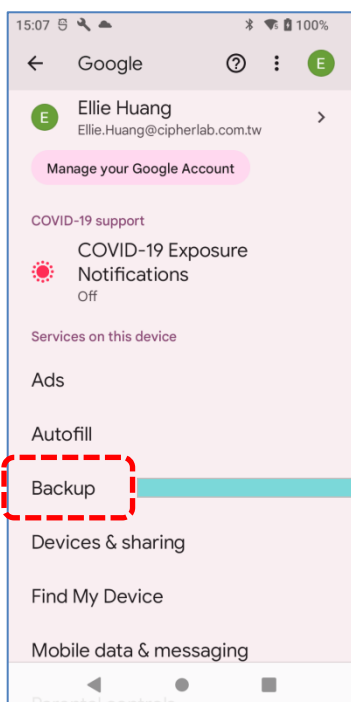 15:07 100%
Google E
E Ellie Huang
Ellie.Huang@cipherlab.com.tw
Manage your Google Account
COVID-19 support
COVID-19 Exposure
Notifications
Off
Services on this device
Ads
Autofill
Backup
Devices & sharing
Find My Device
Mobile data & messaging